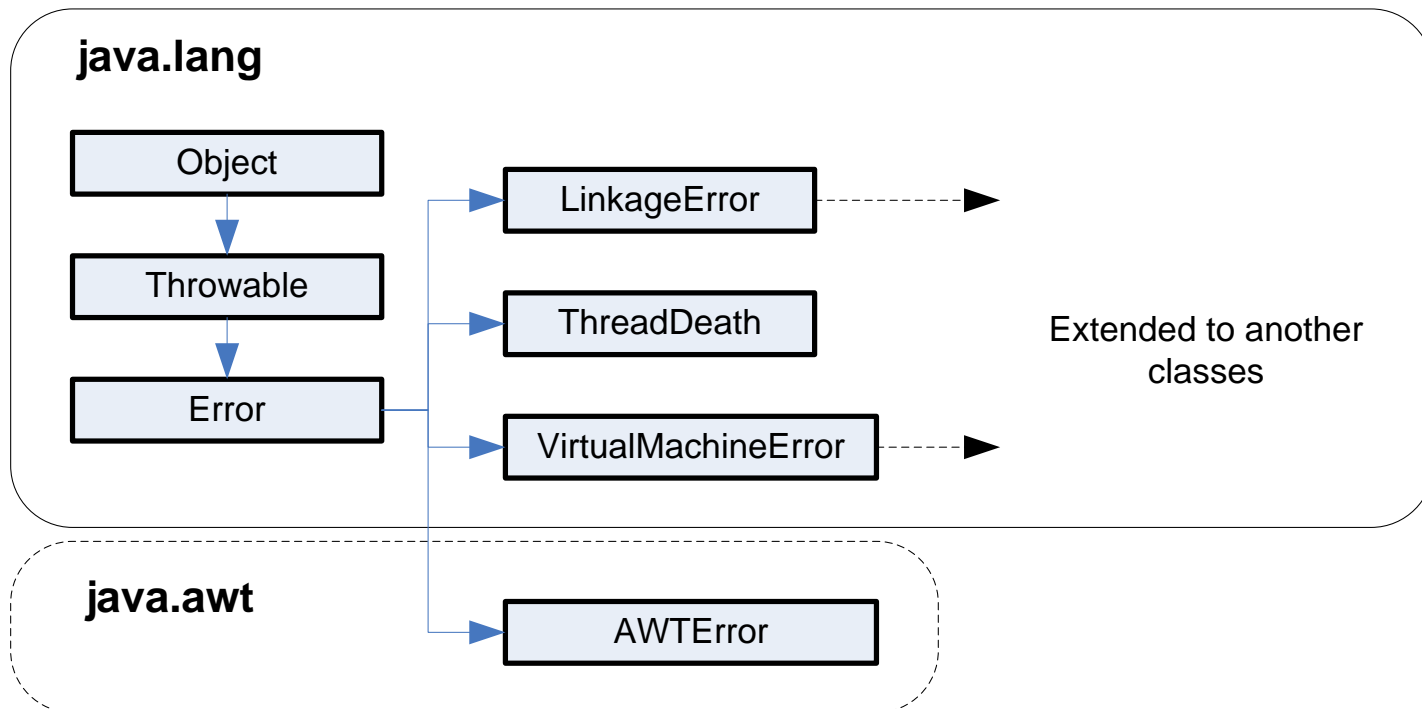 java.lang
Object
Throwable
Error
LinkageError
ThreadDeath
VirtualMachineError
Extended to another
classes
java.awt
AWTError